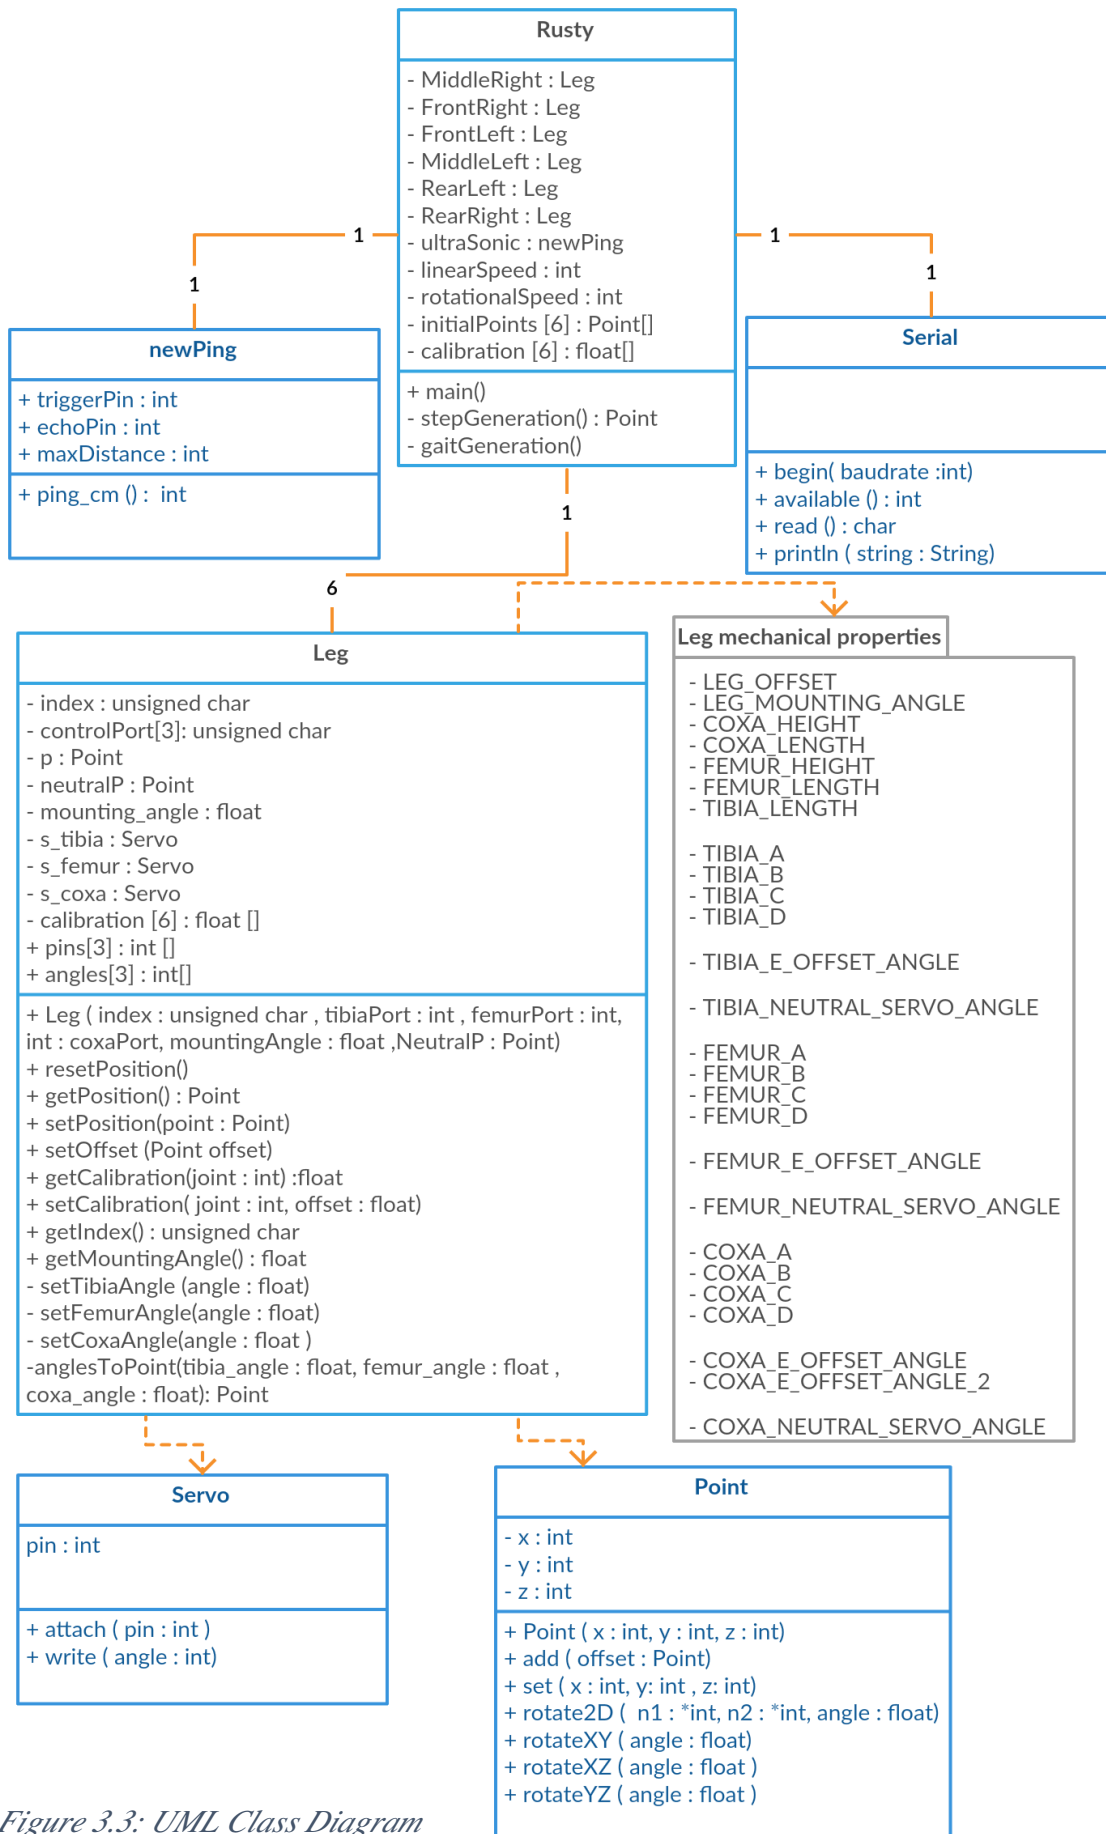 Rusty
- MiddleRight : Leg
- FrontRight : Leg
- FrontLeft : Leg
- MiddleLeft : Leg
- RearLeft : Leg
- RearRight : Leg
- ultraSonic : newPing
- linearSpeed : int
- rotationalSpeed : int
- initialPoints [6] : Point[]
- calibration [6] : float[]
+ main()
- stepGeneration() : Point
- gaitGeneration()
1
1
1
1
newPing
+ triggerPin : int
+ echoPin : int
+ maxDistance : int
+ ping_cm () : int
Serial
+ begin( baudrate :int)
+ available () : int
+ read () : char
+ println ( string : String)
1
6
Leg
- index : unsigned char
- controlPort[3]: unsigned char
- p : Point
- neutralP : Point
- mounting_angle : float
- s_tibia : Servo
- s_femur : Servo
- s_coxa : Servo
- calibration [6] : float []
+ pins[3] : int []
+ angles[3] : int[]
+ Leg ( index : unsigned char , tibiaPort : int , femurPort : int,
int : coxaPort, mountingAngle : float ,NeutralP : Point)
+ resetPosition()
+ getPosition() : Point
+ setPosition(point : Point)
+ setOffset (Point offset)
+ getCalibration(joint : int) :float
+ setCalibration( joint : int, offset : float)
+ getIndex() : unsigned char
+ getMountingAngle() : float
- setTibiaAngle (angle : float)
- setFemurAngle(angle : float)
- setCoxaAngle(angle : float )
-anglesToPoint(tibia_angle : float, femur_angle : float ,
coxa_angle : float): Point
Leg mechanical properties
- LEG_OFFSET
- LEG_MOUNTING_ANGLE
- COXA_HEIGHT
- COXA_LENGTH
- FEMUR_HEIGHT
- FEMUR_LENGTH
- TIBIA_LENGTH
- TIBIA_A
- TIBIA_B
- TIBIA_C
- TIBIA_D
- TIBIA_E_OFFSET_ANGLE
- TIBIA_NEUTRAL_SERVO_ANGLE
- FEMUR_A
- FEMUR_B
- FEMUR_C
- FEMUR_D
- FEMUR_E_OFFSET_ANGLE
- FEMUR_NEUTRAL_SERVO_ANGLE
- COXA_A
- COXA_B
- COXA_C
- COXA_D
- COXA_E_OFFSET_ANGLE
- COXA_E_OFFSET_ANGLE_2
- COXA_NEUTRAL_SERVO_ANGLE
Servo
pin : int
+ attach ( pin : int )
+ write ( angle : int)
Point
- x : int
- y : int
- z : int
+ Point ( x : int, y : int, z : int)
+ add ( offset : Point)
+ set ( x : int, y: int , z: int)
+ rotate2D ( n1 : *int, n2 : *int, angle : float)
+ rotateXY ( angle : float)
+ rotateXZ ( angle : float )
+ rotateYZ ( angle : float )
Figure 3.3: UML Class Diagram